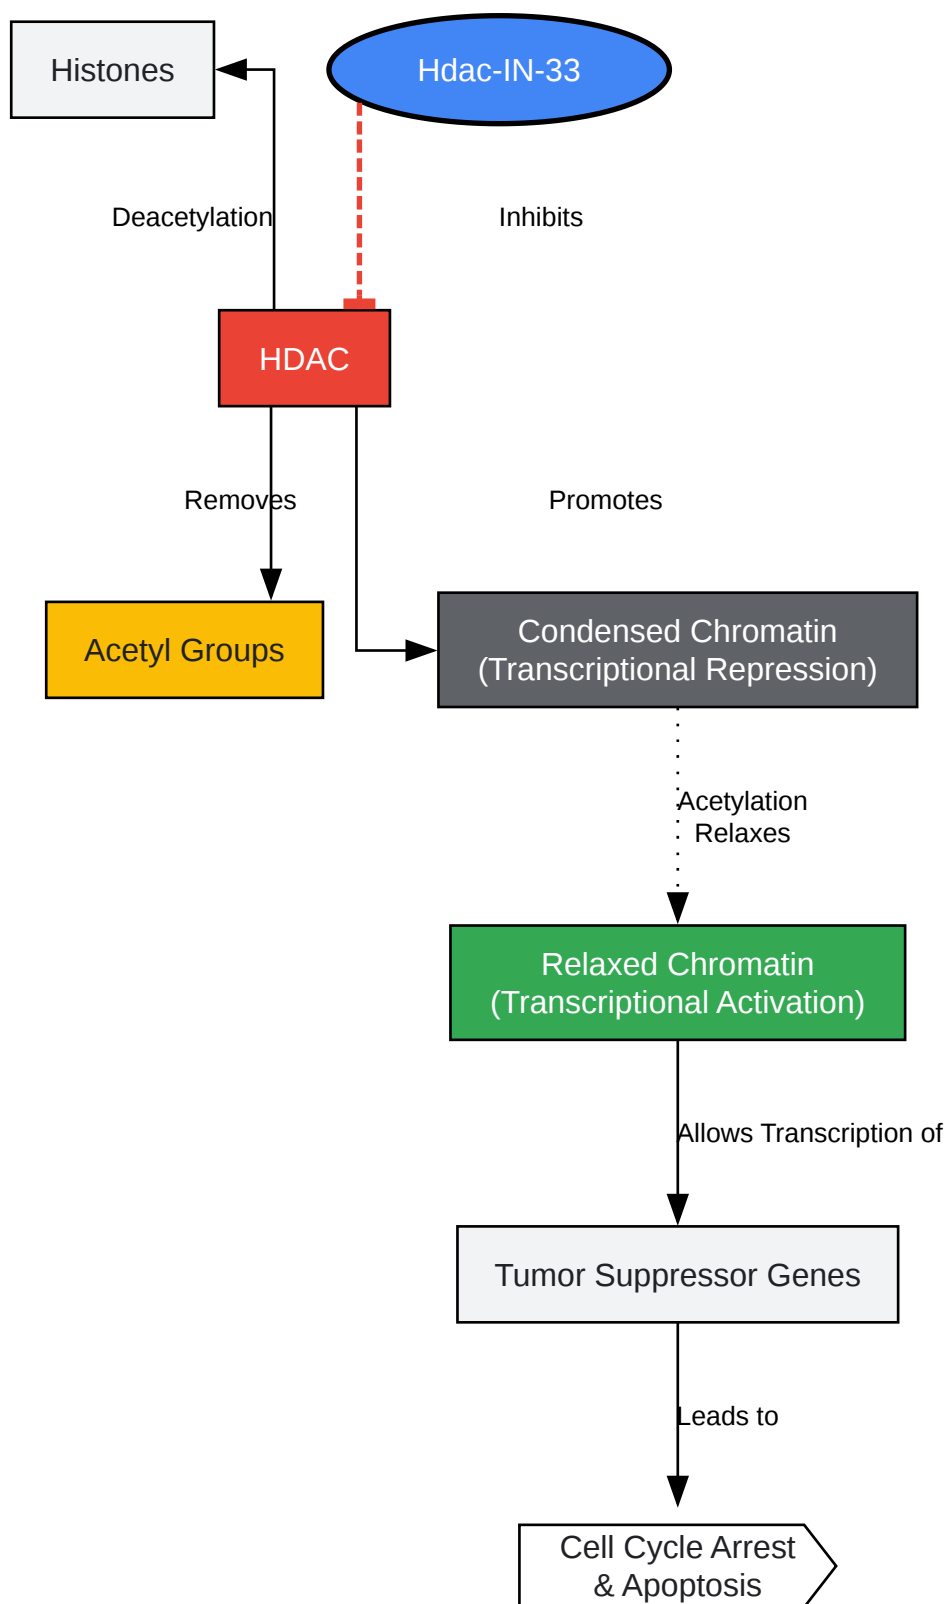 Histones
Hdac-IN-33
Deacetylation
Inhibits
HDAC
Removes
Promotes
Acetyl Groups
Condensed Chromatin
(Transcriptional Repression)
Acetylation
Relaxes
Relaxed Chromatin
(Transcriptional Activation)
Allows Transcription of
Tumor Suppressor Genes
Leads to
Cell Cycle Arrest
& Apoptosis